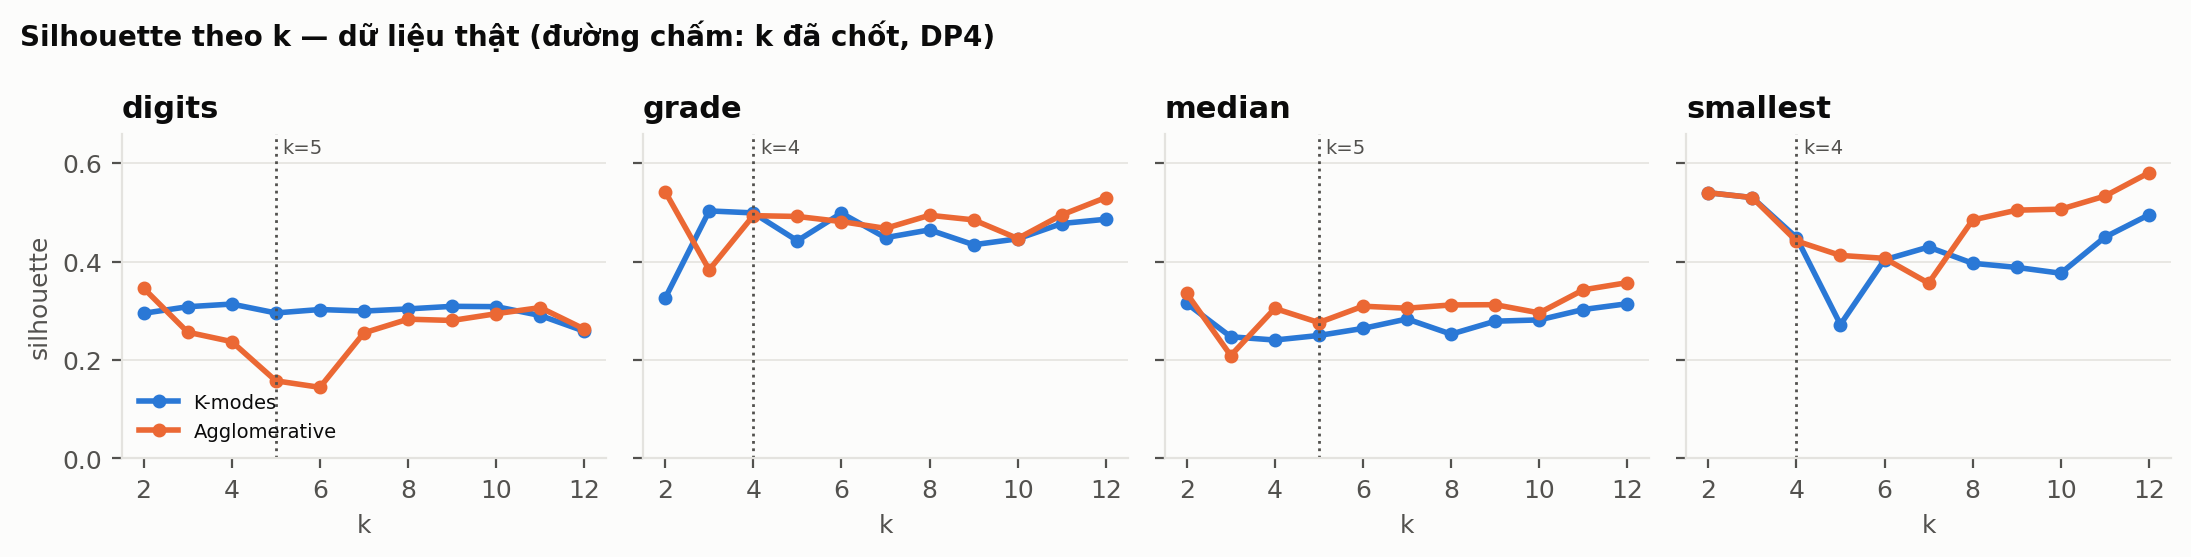 Silhouette theo k — dữ liệu thật (đường chấm: k đã chốt, DP4)
digits
grade
median
smallest
k=5
k=4
k=5
k=4
silhouette
0.6
0.4
0.2
0.0
K-modes
Agglomerative
2 4 6 8 10 12
2 4 6 8 10 12
2 4 6 8 10 12
2 4 6 8 10 12
k
k
k
k